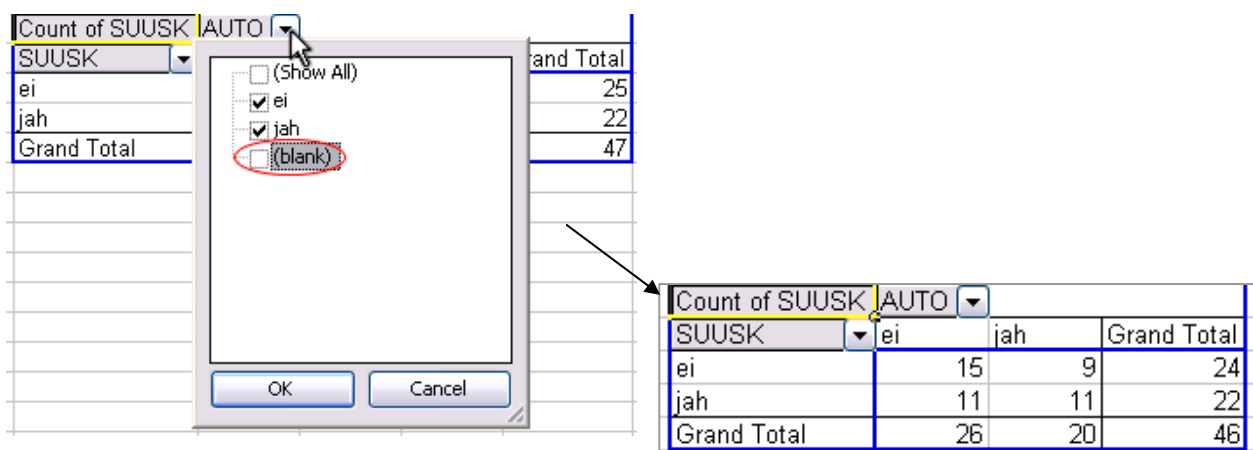 Count of SUUSK AUTO
SUUSK
ei
jah
Grand Total
(Show All)
ei
jah
(blank)
OK Cancel
rand Total
25
22
47
Count of SUUSK AUTO
SUUSK ei jah Grand Total
ei 15 9 24
jah 11 11 22
Grand Total 26 20 46